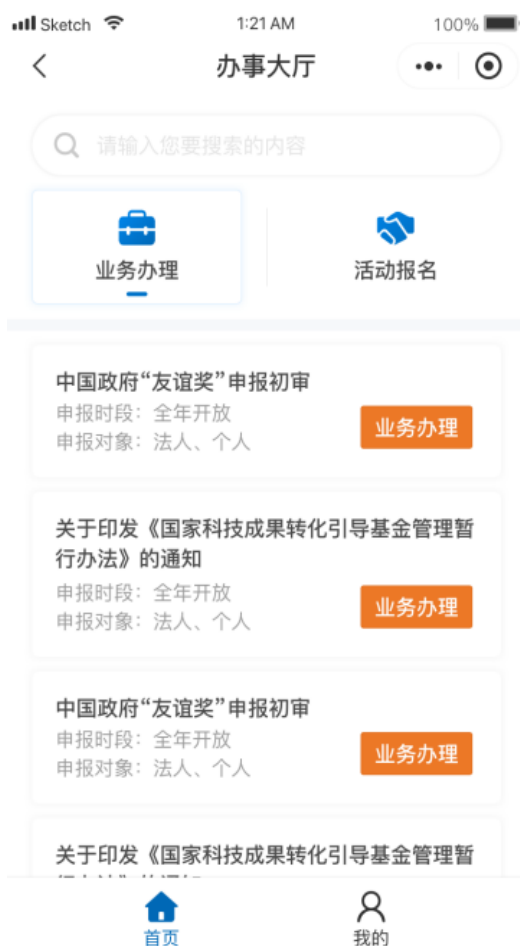 Sketch 1:21 AM 100%
办事大厅
请输入您要搜索的内容
业务办理 活动报名
中国政府“友谊奖”申报初审
申报时段：全年开放
申报对象：法人、个人
业务办理
关于印发《国家科技成果转化引导基金管理暂
行办法》的通知
申报时段：全年开放
申报对象：法人、个人
业务办理
中国政府“友谊奖”申报初审
申报时段：全年开放
申报对象：法人、个人
业务办理
关于印发《国家科技成果转化引导基金管理暂
首页 我的